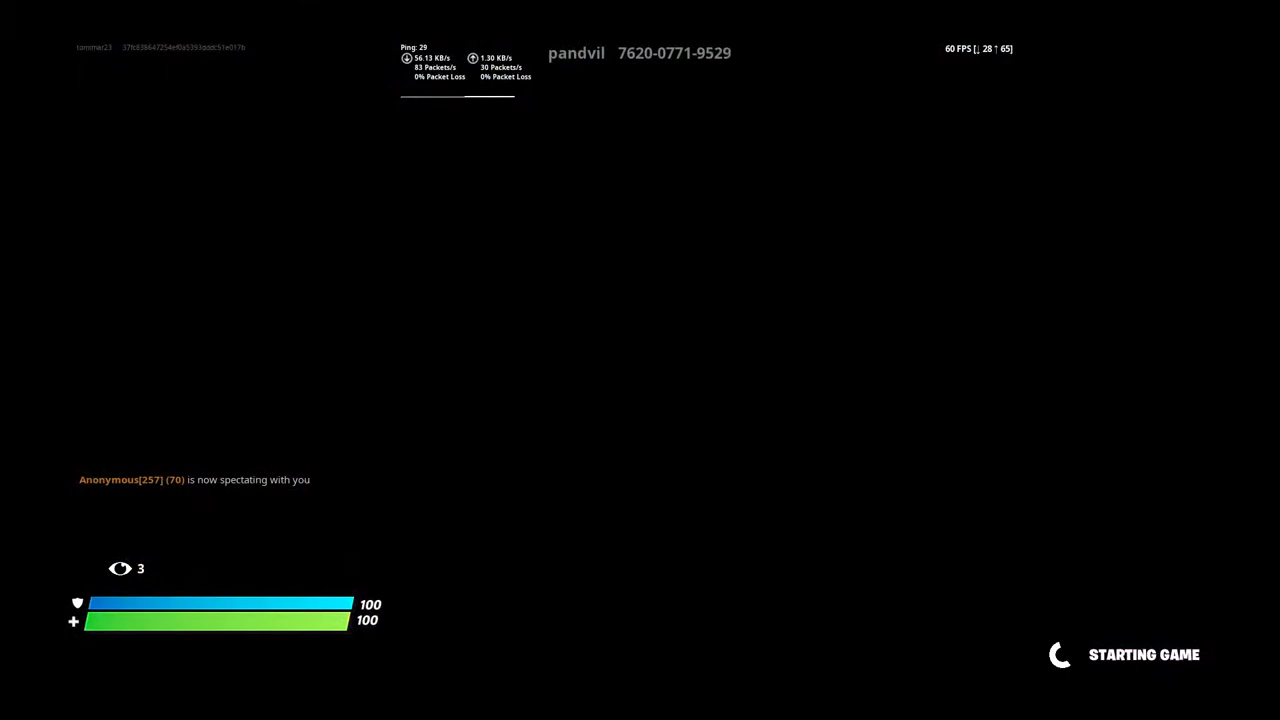 tommar23
Ping: 29
56.13 KB/s 1.30 KB/s
83 Packets/s 30 Packets/s
0% Packet Loss 0% Packet Loss
pandvil 7620-0771-9529
60 FPS [↓ 28 ↑ 65]
Anonymous[257] (70) is now spectating with you
3
100
100
STARTING GAME